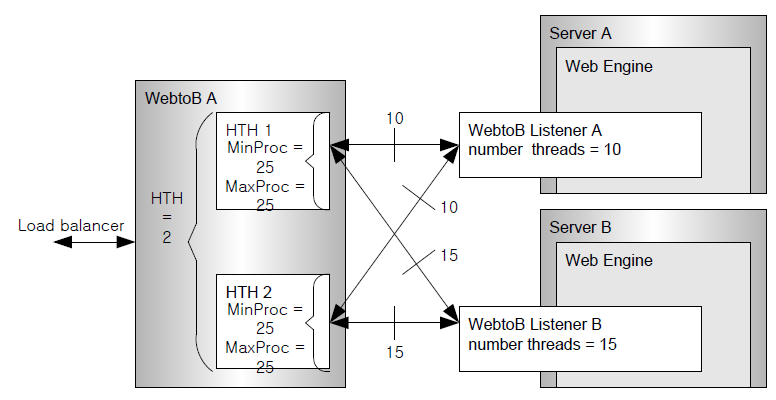 Load balancer
WebtoB A
HTH
=
2
HTH 1
MinProc =
25
MaxProc =
25
HTH 2
MinProc =
25
MaxProc =
25
10
10
15
15
Server A
Web Engine
WebtoB Listener A
number threads = 10
Server B
Web Engine
WebtoB Listener B
number threads = 15